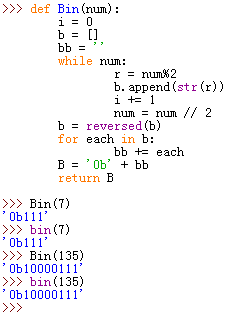 >>> def Bin(num):
        i = 0
        b = []
        bb = ''
        while num:
                r = num%2
                b.append(str(r))
                i += 1
                num = num // 2
        b = reversed(b)
        for each in b:
                bb += each
        B = '0b' + bb
        return B

>>> Bin(7)
'0b111'
>>> bin(7)
'0b111'
>>> Bin(135)
'0b10000111'
>>> bin(135)
'0b10000111'
>>>